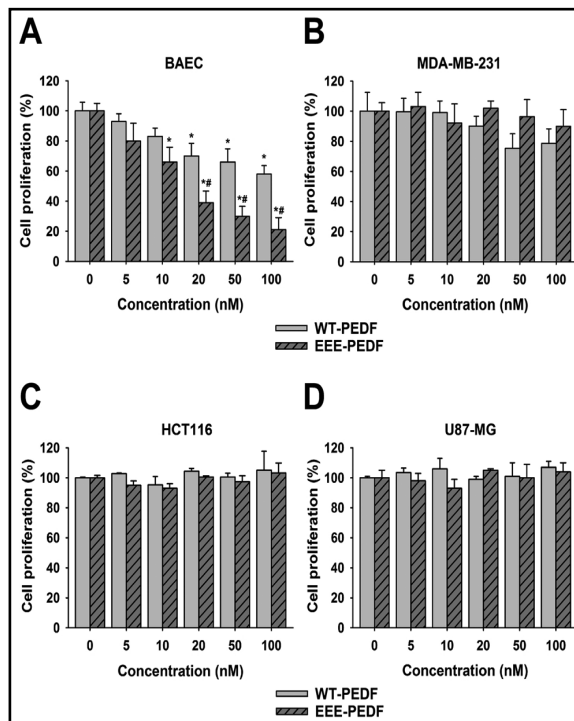 A
BAEC
Cell proliferation (%)
120
100
80
60
40
20
0
* * * *
*# *# *#
0 5 10 20 50 100
Concentration (nM)
B
MDA-MB-231
Cell proliferation (%)
120
100
80
60
40
20
0
0 5 10 20 50 100
Concentration (nM)
WT-PEDF
EEE-PEDF
C
HCT116
Cell proliferation (%)
120
100
80
60
40
20
0
0 5 10 20 50 100
Concentration (nM)
D
U87-MG
Cell proliferation (%)
120
100
80
60
40
20
0
0 5 10 20 50 100
Concentration (nM)
WT-PEDF
EEE-PEDF